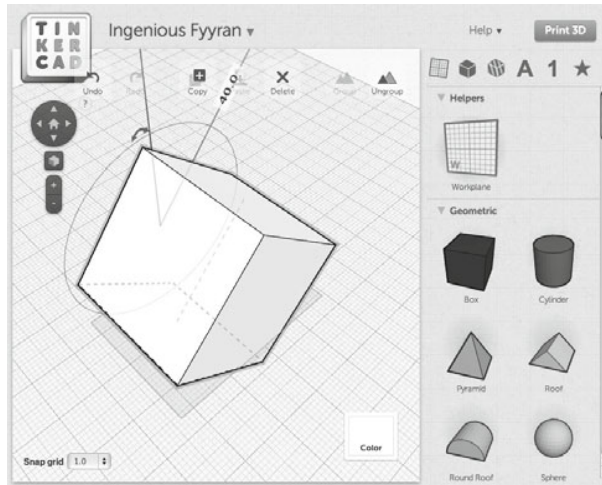 TIN
KER
CAD
Ingenious Fyyran ▾
Help ▾
Print 3D
Undo
Copy
Delete
Group
Ungroup
?
40.0
A 1
▼ Helpers
W
Workplane
▼ Geometric
Box
Cylinder
Pyramid
Roof
Round Roof
Sphere
+
-
Color
Snap grid 1.0